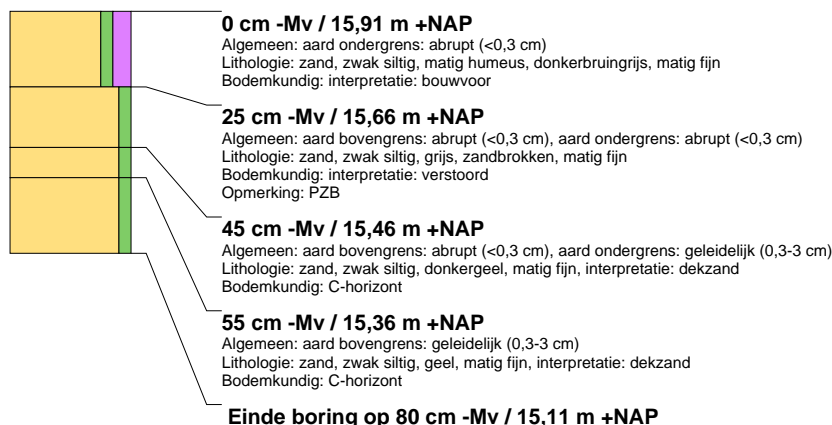 0 cm -Mv / 15,91 m +NAP
Algemeen: aard ondergrens: abrupt (<0,3 cm)
Lithologie: zand, zwak siltig, matig humeus, donkerbruingrijs, matig fijn
Bodemkundig: interpretatie: bouwvoor
25 cm -Mv / 15,66 m +NAP
Algemeen: aard bovengrens: abrupt (<0,3 cm), aard ondergrens: abrupt (<0,3 cm)
Lithologie: zand, zwak siltig, grijs, zandbrokken, matig fijn
Bodemkundig: interpretatie: verstoord
Opmerking: PZB
45 cm -Mv / 15,46 m +NAP
Algemeen: aard bovengrens: abrupt (<0,3 cm), aard ondergrens: geleidelijk (0,3-3 cm)
Lithologie: zand, zwak siltig, donkergeel, matig fijn, interpretatie: dekzand
Bodemkundig: C-horizont
55 cm -Mv / 15,36 m +NAP
Algemeen: aard bovengrens: geleidelijk (0,3-3 cm)
Lithologie: zand, zwak siltig, geel, matig fijn, interpretatie: dekzand
Bodemkundig: C-horizont
Einde boring op 80 cm -Mv / 15,11 m +NAP